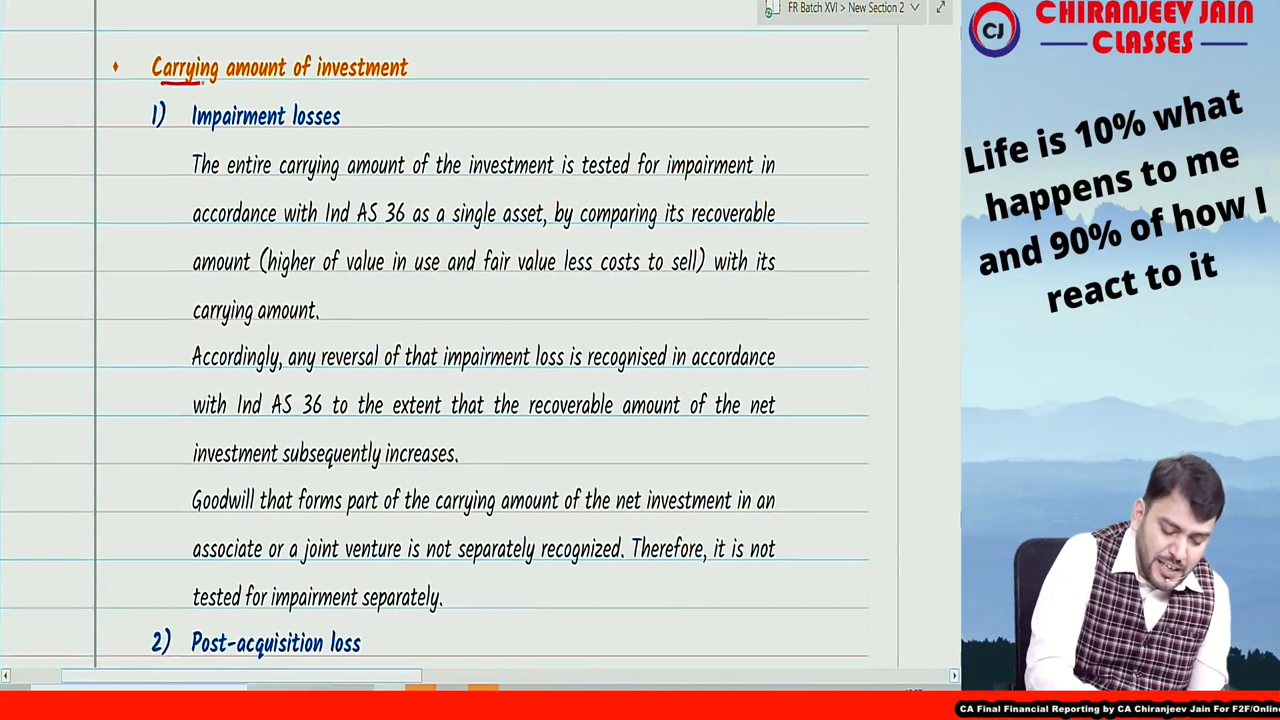 FR Batch XVI > New Section 2
CHIRANJEEV JAIN
CLASSES
CJ
Life is 10% what
happens to me
and 90% of how I
react to it
♦ Carrying amount of investment
1) Impairment losses
The entire carrying amount of the investment is tested for impairment in
accordance with Ind AS 36 as a single asset, by comparing its recoverable
amount (higher of value in use and fair value less costs to sell) with its
carrying amount.
Accordingly, any reversal of that impairment loss is recognised in accordance
with Ind AS 36 to the extent that the recoverable amount of the net
investment subsequently increases.
Goodwill that forms part of the carrying amount of the net investment in an
associate or a joint venture is not separately recognized. Therefore, it is not
tested for impairment separately.
2) Post-acquisition loss
CA Final Financial Reporting by CA Chiranjeev Jain For F2F/Online